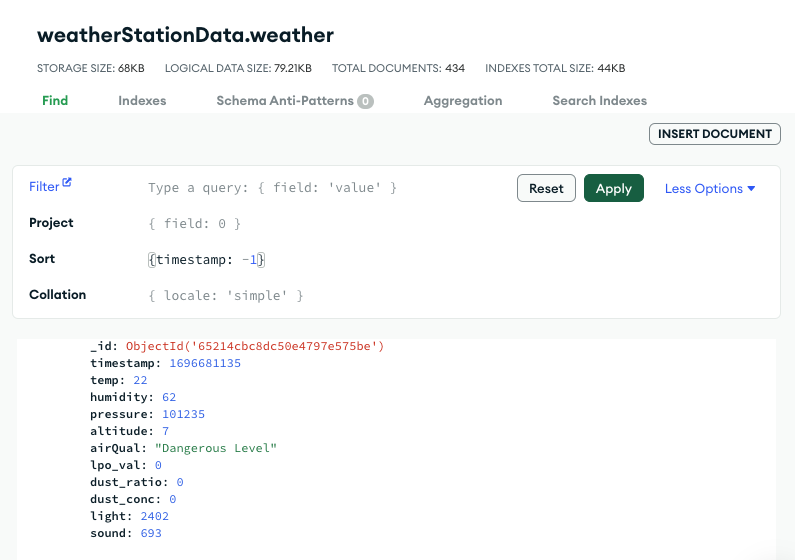 weatherStationData.weather
STORAGE SIZE: 68KB LOGICAL DATA SIZE: 79.21KB TOTAL DOCUMENTS: 434 INDEXES TOTAL SIZE: 44KB
Find Indexes Schema Anti-Patterns 0 Aggregation Search Indexes
INSERT DOCUMENT
Filter Type a query: { field: 'value' } Reset Apply Less Options
Project { field: 0 }
Sort {timestamp: -1}
Collation { locale: 'simple' }
_id: ObjectId('65214cbc8dc50e4797e575be')
timestamp: 1696681135
temp: 22
humidity: 62
pressure: 101235
altitude: 7
airQual: "Dangerous Level"
lpo_val: 0
dust_ratio: 0
dust_conc: 0
light: 2402
sound: 693